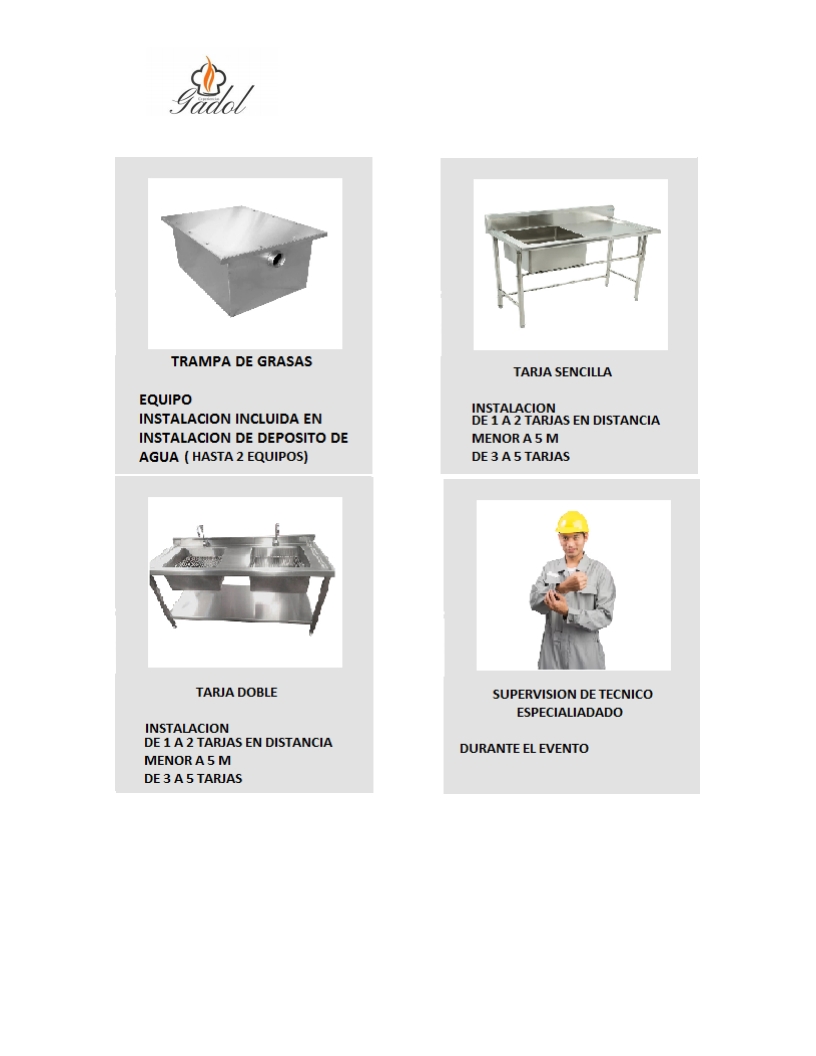 Gadol
TRAMPA DE GRASAS
EQUIPO
INSTALACION INCLUIDA EN
INSTALACION DE DEPOSITO DE
AGUA ( HASTA 2 EQUIPOS)
TARJA SENCILLA
INSTALACION
DE 1 A 2 TARJAS EN DISTANCIA
MENOR A 5 M
DE 3 A 5 TARJAS
TARJA DOBLE
INSTALACION
DE 1 A 2 TARJAS EN DISTANCIA
MENOR A 5 M
DE 3 A 5 TARJAS
SUPERVISION DE TECNICO
ESPECIALIADADO
DURANTE EL EVENTO